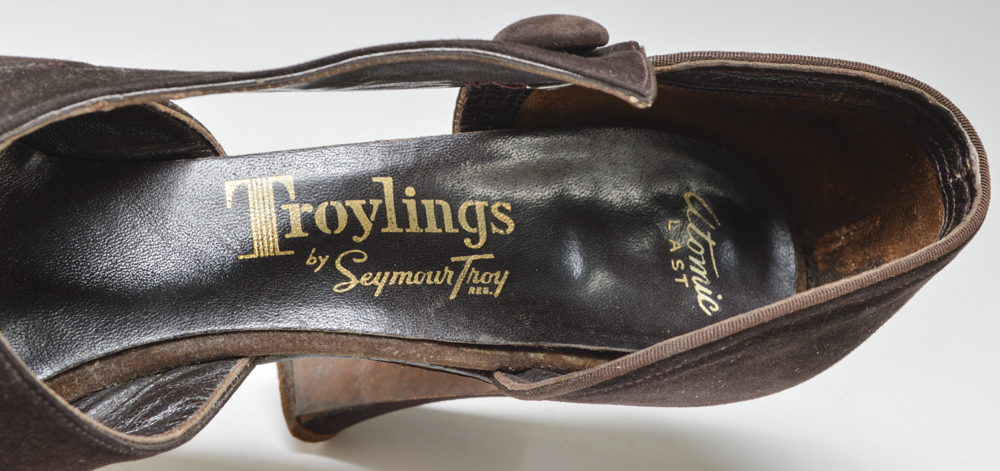 Troylings
by Seymour Troy
REG.
Atomic
LAST